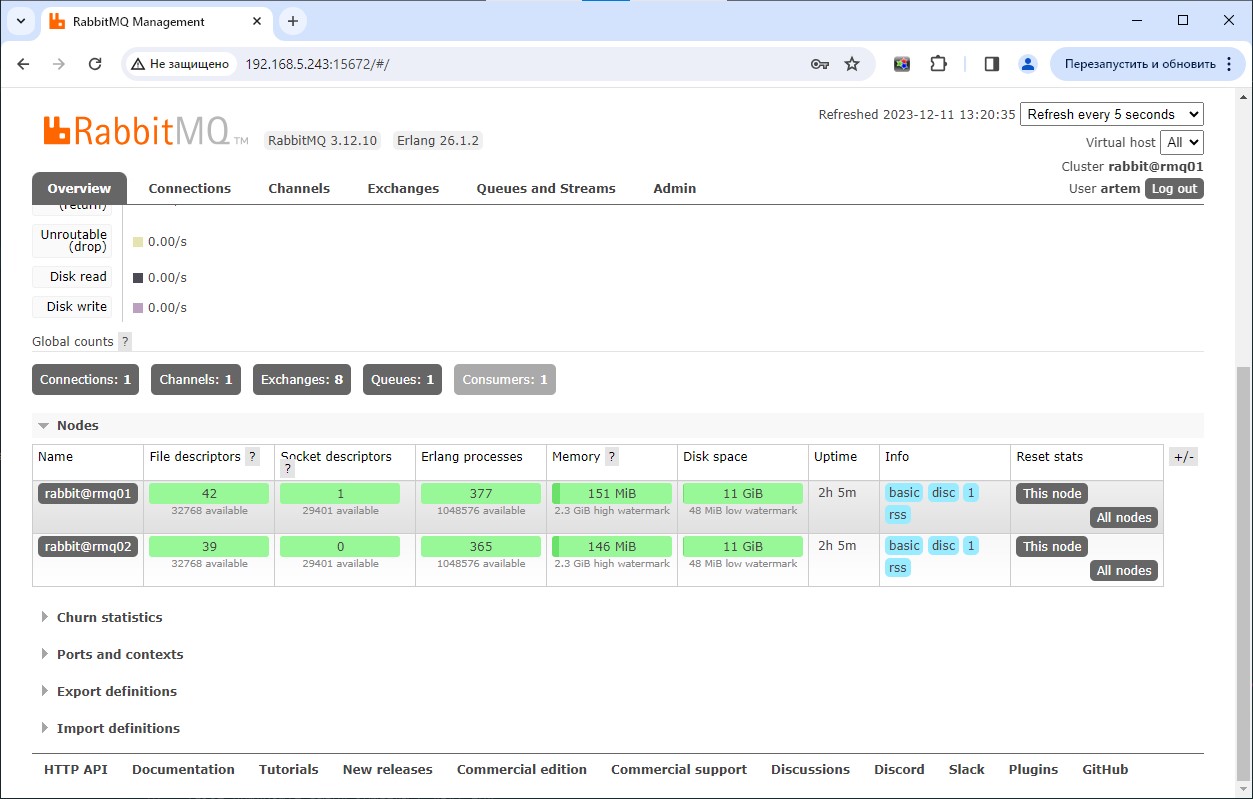 RabbitMQ Management
Не защищено
192.168.5.243:15672/#/
Перезапустить и обновить
RabbitMQ TM
RabbitMQ 3.12.10
Erlang 26.1.2
Refreshed 2023-12-11 13:20:35 Refresh every 5 seconds
Virtual host All
Cluster rabbit@rmq01
User artem Log out
Overview Connections Channels Exchanges Queues and Streams Admin
(return)
Unroutable
(drop)
0.00/s
Disk read 0.00/s
Disk write 0.00/s
Global counts ?
Connections: 1 Channels: 1 Exchanges: 8 Queues: 1 Consumers: 1
Nodes
Name File descriptors ? Socket descriptors ? Erlang processes Memory ? Disk space Uptime Info Reset stats +/-
rabbit@rmq01 42 1 377 151 MiB 11 GiB 2h 5m basic disc 1 This node
32768 available 29401 available 1048576 available 2.3 GiB high watermark 48 MiB low watermark rss All nodes
rabbit@rmq02 39 0 365 146 MiB 11 GiB 2h 5m basic disc 1 This node
32768 available 29401 available 1048576 available 2.3 GiB high watermark 48 MiB low watermark rss All nodes
Churn statistics
Ports and contexts
Export definitions
Import definitions
HTTP API Documentation Tutorials New releases Commercial edition Commercial support Discussions Discord Slack Plugins GitHub